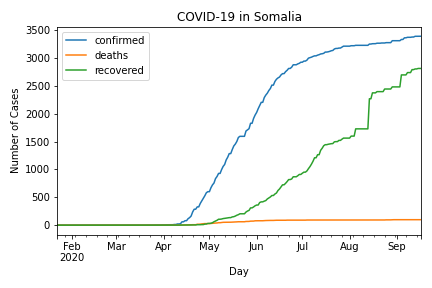 COVID-19 in Somalia
3500
3000
2500
2000
1500
1000
500
0
Number of Cases
confirmed
deaths
recovered
Feb
2020
Mar
Apr
May
Jun
Jul
Aug
Sep
Day